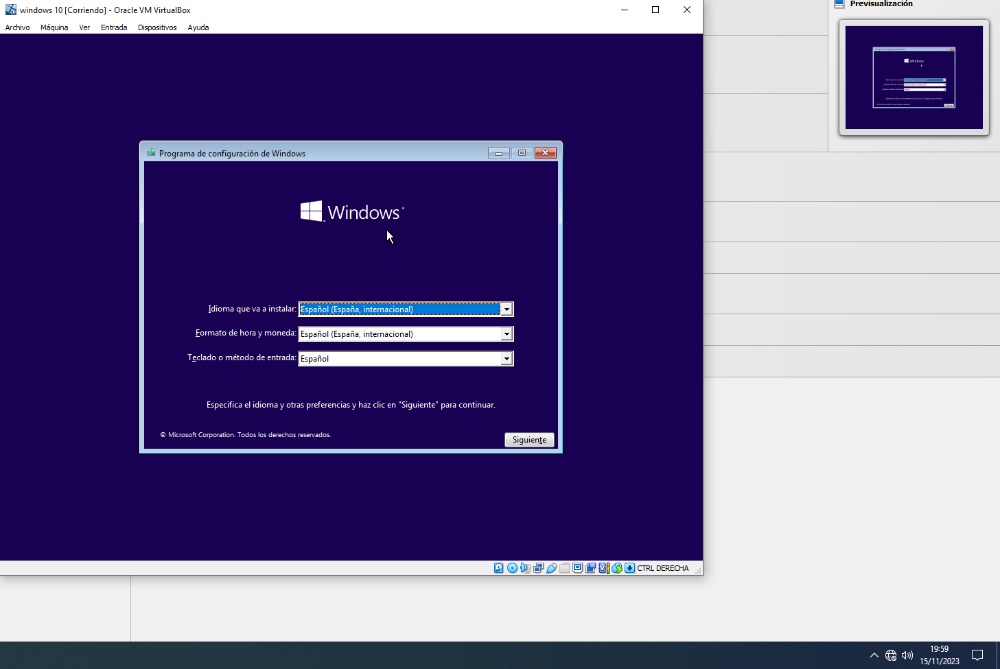 windows 10 [Corriendo] - Oracle VM VirtualBox
Archivo Máquina Ver Entrada Dispositivos Ayuda
Previsualización
Programa de configuración de Windows
Windows
Idioma que va a instalar: Español (España, internacional)
Formato de hora y moneda: Español (España, internacional)
Teclado o método de entrada: Español
Especifica el idioma y otras preferencias y haz clic en "Siguiente" para continuar.
© Microsoft Corporation. Todos los derechos reservados.
Siguiente
CTRL DERECHA
19:59
15/11/2023